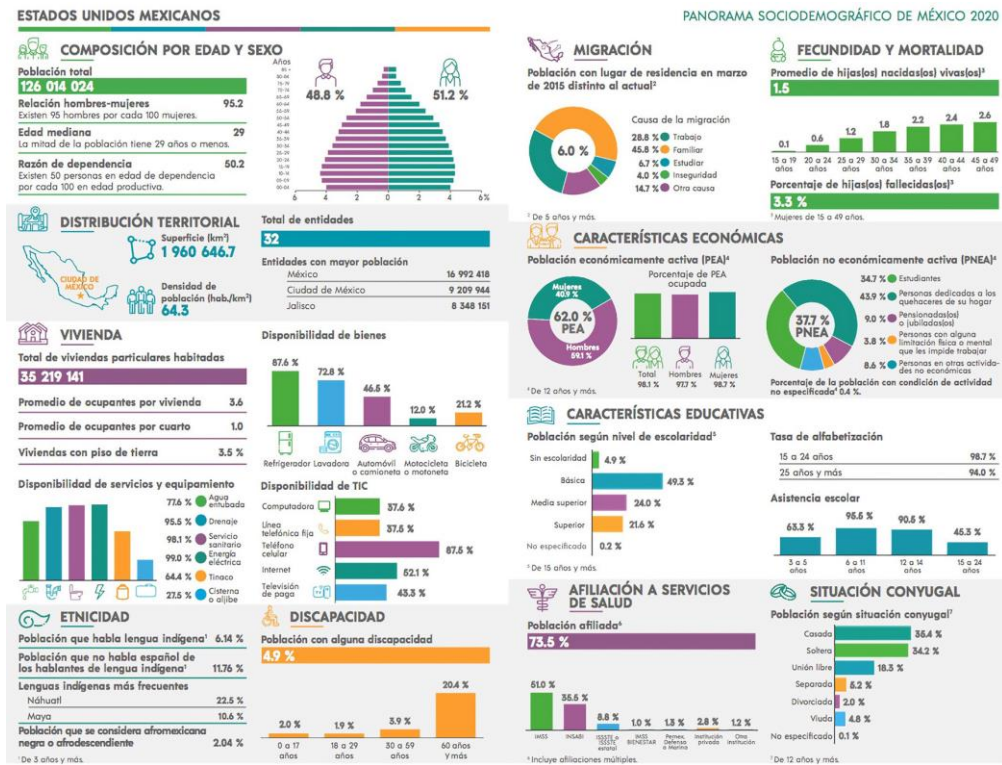 ESTADOS UNIDOS MEXICANOS
PANORAMA SOCIODEMOGRÁFICO DE MÉXICO 2020
COMPOSICIÓN POR EDAD Y SEXO
Población total
126 014 024
Relación hombres-mujeres 95.2
Existen 95 hombres por cada 100 mujeres.
Edad mediana 29
La mitad de la población tiene 29 años o menos.
Razón de dependencia 50.2
Existen 50 personas en edad de dependencia
por cada 100 en edad productiva.
Años
48.8 %
51.2 %
6 4 2 0 2 4 6%
DISTRIBUCIÓN TERRITORIAL
Superficie (km²)
1 960 646.7
CIUDAD DE
MÉXICO
Densidad de
población (hab./km²)
64.3
Total de entidades
32
Entidades con mayor población
México 16 992 418
Ciudad de México 9 209 944
Jalisco 8 348 151
VIVIENDA
Total de viviendas particulares habitadas
35 219 141
Promedio de ocupantes por vivienda 3.6
Promedio de ocupantes por cuarto 1.0
Viviendas con piso de tierra 3.5 %
Disponibilidad de servicios y equipamiento
77.6 % Agua
entubada
95.5 % Drenaje
98.1 % Servicio
sanitario
99.0 % Energía
eléctrica
64.4 % Tinaco
27.5 % Cisterna
o aljibe
Disponibilidad de bienes
87.6 %
72.8 %
46.5 %
12.0 %
21.2 %
Refrigerador Lavadora Automóvil Motocicleta Bicicleta
o camioneta o motoneta
Disponibilidad de TIC
Computadora 37.6 %
Línea
telefónica fija 37.5 %
Teléfono
celular 87.5 %
Internet 52.1 %
Televisión
de paga 43.3 %
ETNICIDAD
Población que habla lengua indígena¹ 6.14 %
Población que no habla español de
los hablantes de lengua indígena¹ 11.76 %
Lenguas indígenas más frecuentes
Náhuatl 22.5 %
Maya 10.6 %
Población que se considera afromexicana
negra o afrodescendiente 2.04 %
¹ De 3 años y más.
DISCAPACIDAD
Población con alguna discapacidad
4.9 %
2.0 % 1.9 % 3.9 % 20.4 %
0 a 17 18 a 29 30 a 59 60 años
años años años y más
MIGRACIÓN
Población con lugar de residencia en marzo
de 2015 distinto al actual²
6.0 %
Causa de la migración
28.8 % Trabajo
45.8 % Familiar
6.7 % Estudiar
4.0 % Inseguridad
14.7 % Otra causa
² De 5 años y más.
FECUNDIDAD Y MORTALIDAD
Promedio de hijas(os) nacidas(os) vivas(os)³
1.5
0.1 0.6 1.2 1.8 2.2 2.4 2.6
15 a 19 20 a 24 25 a 29 30 a 34 35 a 39 40 a 44 45 a 49
años años años años años años años
Porcentaje de hijas(os) fallecidas(os)³
3.3 %
³ Mujeres de 15 a 49 años.
CARACTERÍSTICAS ECONÓMICAS
Población económicamente activa (PEA)⁴
Mujeres
40.9 %
62.0 %
PEA
Hombres
59.1 %
Porcentaje de PEA
ocupada
Total Hombres Mujeres
98.1 % 97.7 % 98.7 %
⁴ De 12 años y más.
Población no económicamente activa (PNEA)⁴
37.7 %
PNEA
34.7 % Estudiantes
43.9 % Personas dedicadas a los
quehaceres de su hogar
9.0 % Pensionadas(os)
o jubiladas(os)
3.8 % Personas con alguna
limitación física o mental
que les impide trabajar
8.6 % Personas en otras activida-
des no económicas
Porcentaje de la población con condición de actividad
no especificada⁴ 0.4 %.
CARACTERÍSTICAS EDUCATIVAS
Población según nivel de escolaridad⁵
Sin escolaridad 4.9 %
Básica 49.3 %
Media superior 24.0 %
Superior 21.6 %
No especificado 0.2 %
⁵ De 15 años y más.
Tasa de alfabetización
15 a 24 años 98.7 %
25 años y más 94.0 %
Asistencia escolar
63.3 % 95.6 % 90.5 % 45.3 %
3 a 5 6 a 11 12 a 14 15 a 24
años años años años
AFILIACIÓN A SERVICIOS
DE SALUD
Población afiliada⁶
73.5 %
51.0 % 35.5 % 8.8 % 1.0 % 1.3 % 2.8 % 1.2 %
IMSS INSABI ISSSTE o IMSS Pemex, Institución Otra
ISSSTE BIENESTAR Defensa privada institución
estatal o Marina
⁶ Incluye afiliaciones múltiples.
SITUACIÓN CONYUGAL
Población según situación conyugal⁷
Casada 35.4 %
Soltera 34.2 %
Unión libre 18.3 %
Separada 5.2 %
Divorciada 2.0 %
Viuda 4.8 %
No especificado 0.1 %
⁷ De 12 años y más.